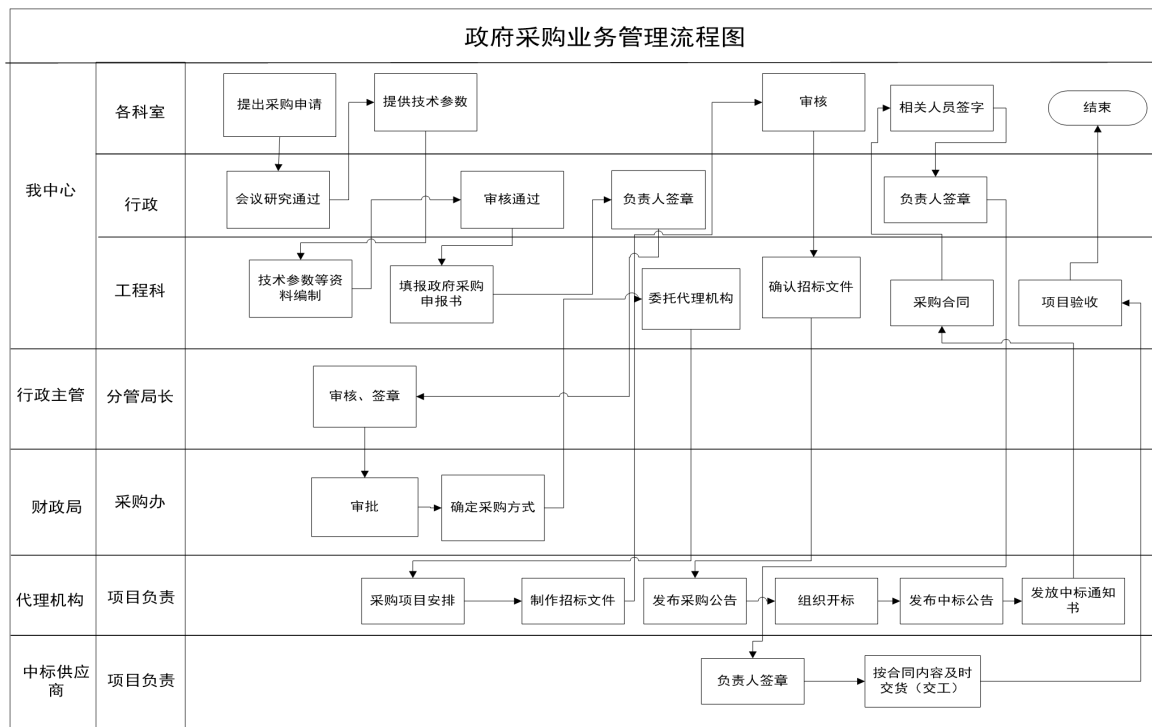 政府采购业务管理流程图
我中心
各科室
提出采购申请
提供技术参数
审核
相关人员签字
结束
行政
会议研究通过
审核通过
负责人签章
负责人签章
工程科
技术参数等资
料编制
填报政府采购
申报书
委托代理机构
确认招标文件
采购合同
项目验收
行政主管
分管局长
审核、签章
财政局
采购办
审批
确定采购方式
代理机构
项目负责
采购项目安排
制作招标文件
发布采购公告
组织开标
发布中标公告
发放中标通知
书
中标供应
商
项目负责
负责人签章
按合同内容及时
交货（交工）